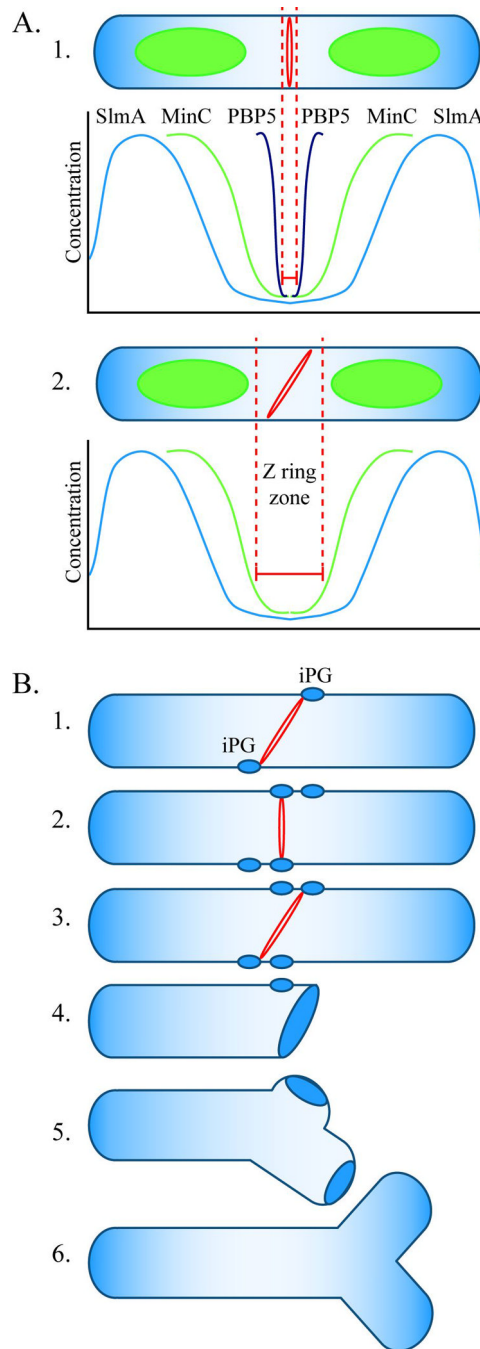 A.
1.
SlmA MinC PBP5 PBP5 MinC SlmA
Concentration
2.
Z ring
zone
Concentration
B.
iPG
1.
iPG
2.
3.
4.
5.
6.